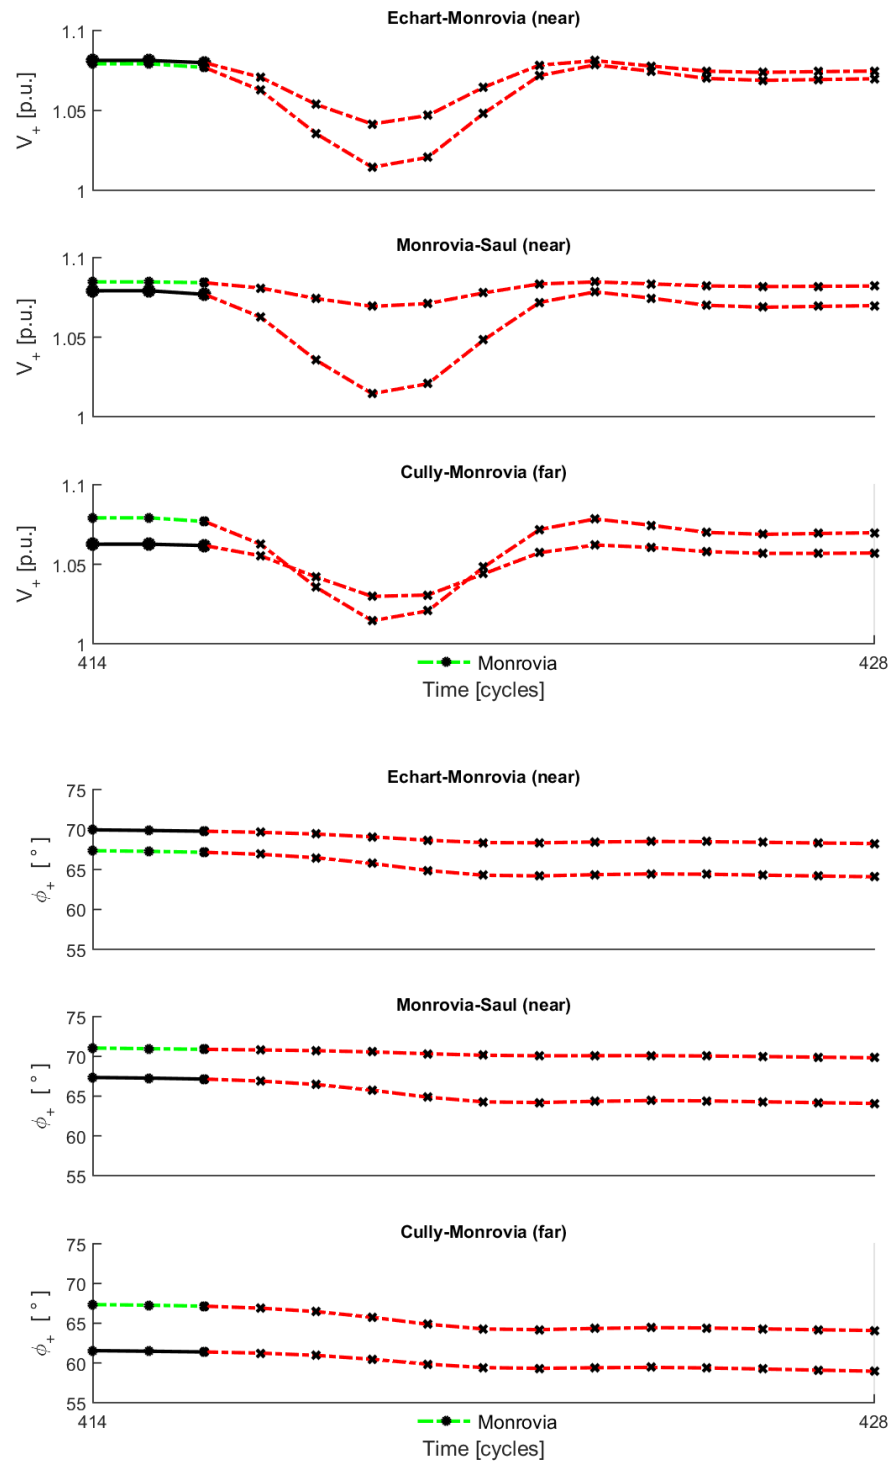 Echart-Monrovia (near)
1.1
1.05
1
V₊ [p.u.]
Monrovia-Saul (near)
1.1
1.05
1
V₊ [p.u.]
Cully-Monrovia (far)
1.1
1.05
1
V₊ [p.u.]
414
428
Monrovia
Time [cycles]
Echart-Monrovia (near)
75
70
65
60
55
ϕ₊ [°]
Monrovia-Saul (near)
75
70
65
60
55
ϕ₊ [°]
Cully-Monrovia (far)
75
70
65
60
55
ϕ₊ [°]
414
428
Monrovia
Time [cycles]